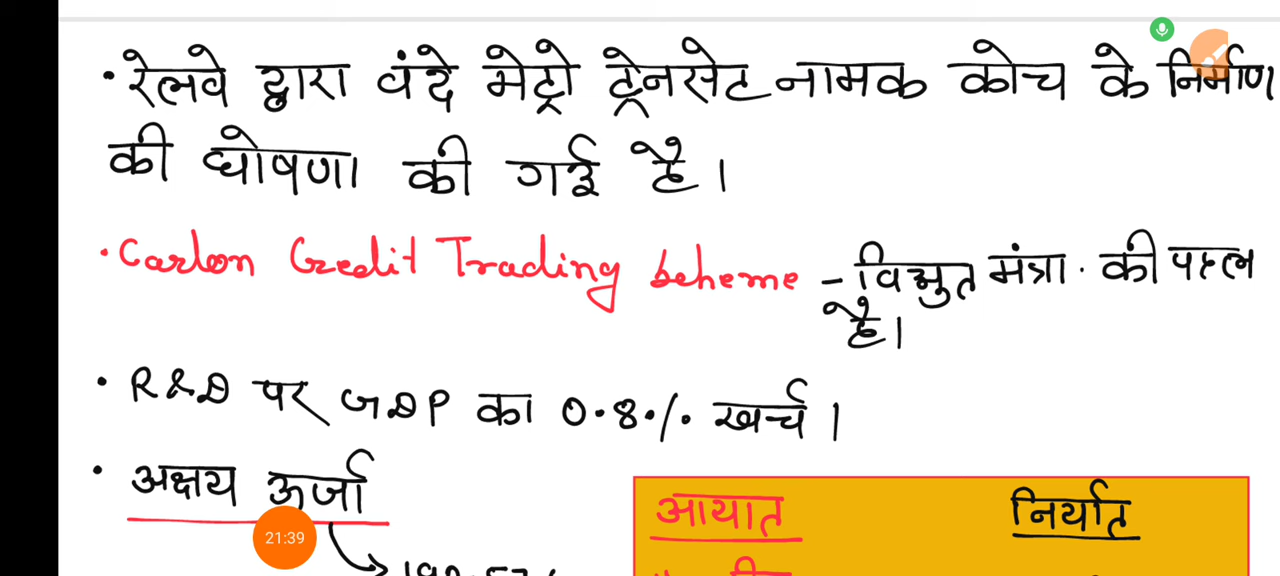 • रेलवे द्वारा वंदे मेट्रो ट्रेनसेट नामक कोच के निर्माण
की घोषणा की गई है।
• Carbon Credit Trading Scheme - विद्युत मंत्रा. की पहल
है।
• R&D पर GDP का 0.8% खर्च।
• अक्षय ऊर्जा
21:39
आयात निर्यात